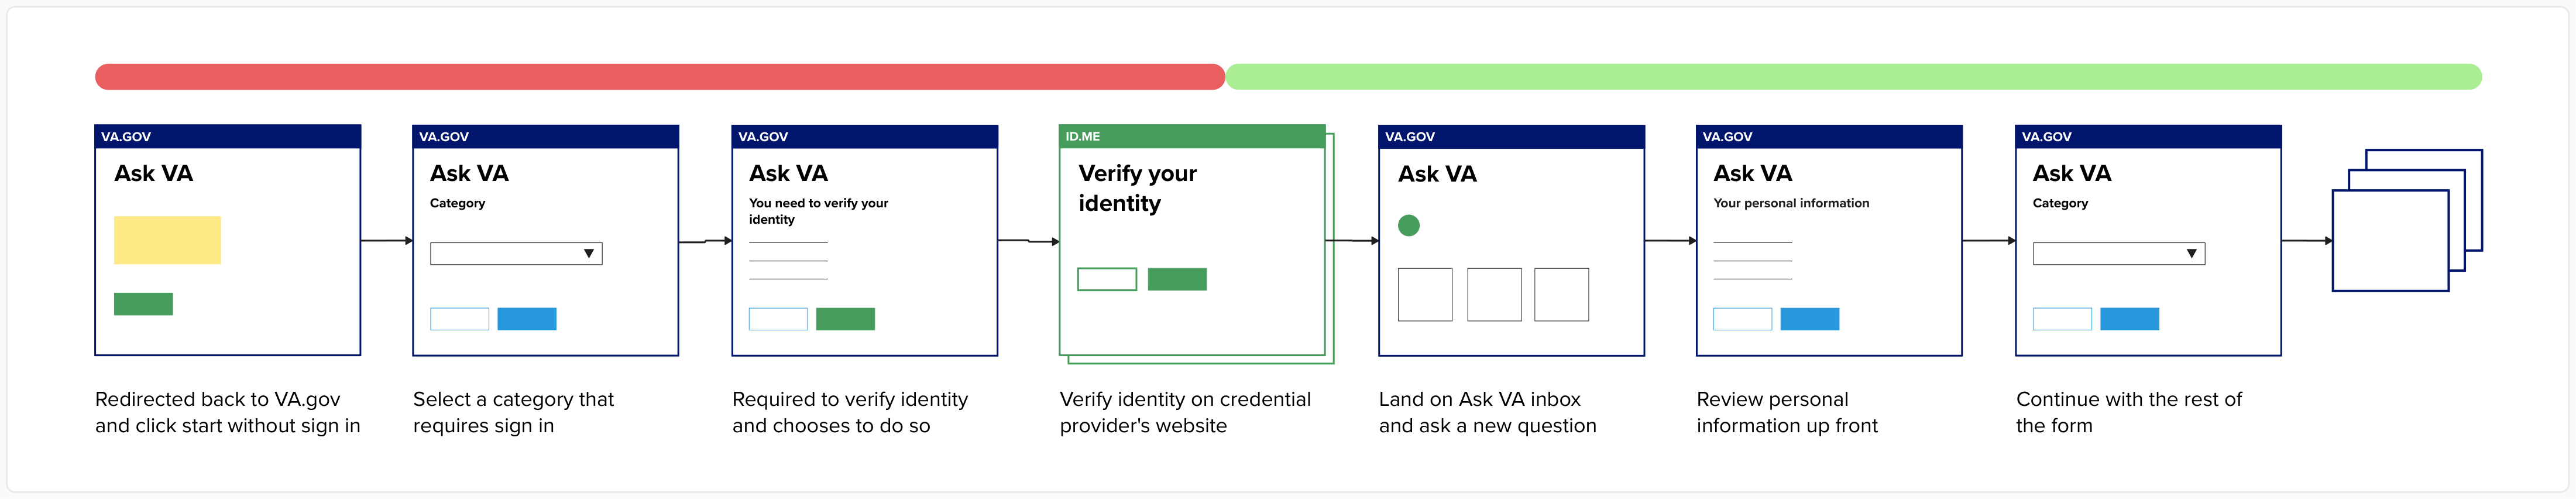 VA.GOV
Ask VA
Redirected back to VA.gov
and click start without sign in
VA.GOV
Ask VA
Category
Select a category that
requires sign in
VA.GOV
Ask VA
You need to verify your
identity
Required to verify identity
and chooses to do so
ID.ME
Verify your
identity
Verify identity on credential
provider's website
VA.GOV
Ask VA
Land on Ask VA inbox
and ask a new question
VA.GOV
Ask VA
Your personal information
Review personal
information up front
VA.GOV
Ask VA
Category
Continue with the rest of
the form